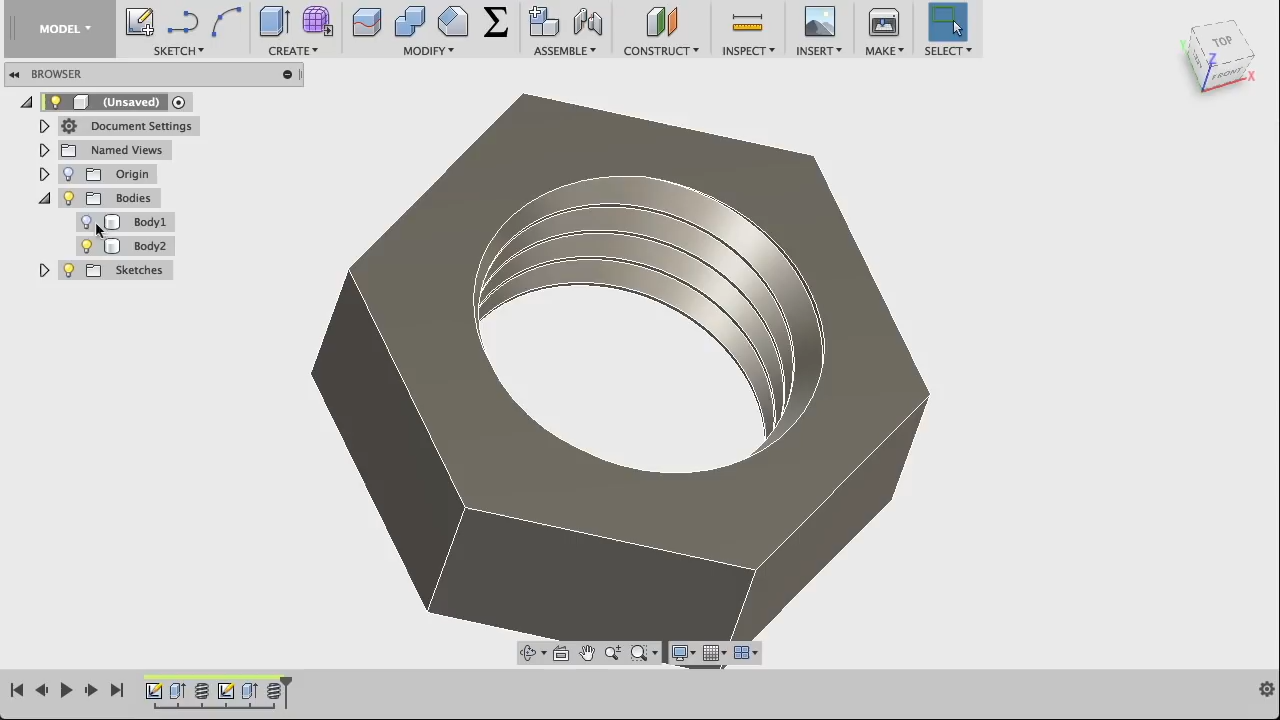 MODEL
SKETCH
CREATE
MODIFY
ASSEMBLE
CONSTRUCT
INSPECT
INSERT
MAKE
SELECT
BROWSER
(Unsaved)
Document Settings
Named Views
Origin
Bodies
Body1
Body2
Sketches
TOP
FRONT
Z
X
Y